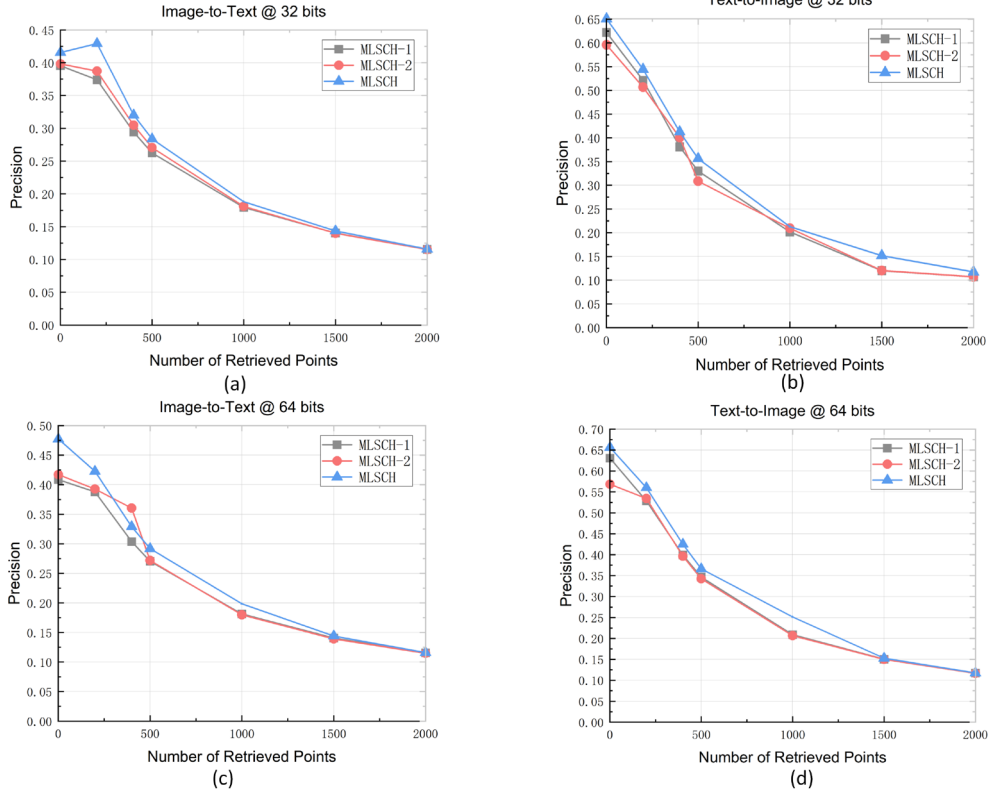 Image-to-Text @ 32 bits
0.45
0.40
0.35
0.30
0.25
0.20
0.15
0.10
0.05
0.00
Precision
MLSCH-1
MLSCH-2
MLSCH
0 500 1000 1500 2000
Number of Retrieved Points
(a)
Text-to-Image @ 32 bits
0.65
0.60
0.55
0.50
0.45
0.40
0.35
0.30
0.25
0.20
0.15
0.10
0.05
0.00
Precision
MLSCH-1
MLSCH-2
MLSCH
0 500 1000 1500 2000
Number of Retrieved Points
(b)
Image-to-Text @ 64 bits
0.50
0.45
0.40
0.35
0.30
0.25
0.20
0.15
0.10
0.05
0.00
Precision
MLSCH-1
MLSCH-2
MLSCH
0 500 1000 1500 2000
Number of Retrieved Points
(c)
Text-to-Image @ 64 bits
0.70
0.65
0.60
0.55
0.50
0.45
0.40
0.35
0.30
0.25
0.20
0.15
0.10
0.05
0.00
Precision
MLSCH-1
MLSCH-2
MLSCH
0 500 1000 1500 2000
Number of Retrieved Points
(d)